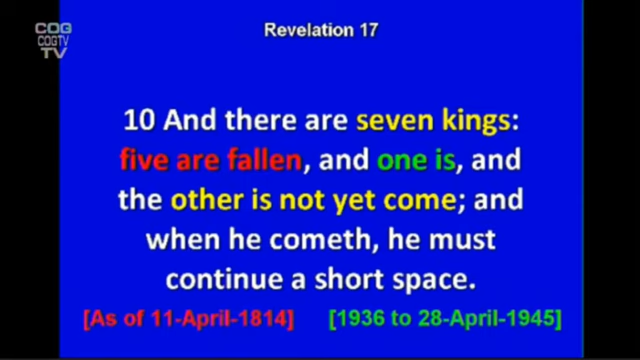 COG
COGTV
TV
Revelation 17
10 And there are seven kings:
five are fallen, and one is, and
the other is not yet come; and
when he cometh, he must
continue a short space.
[As of 11-April-1814] [1936 to 28-April-1945]